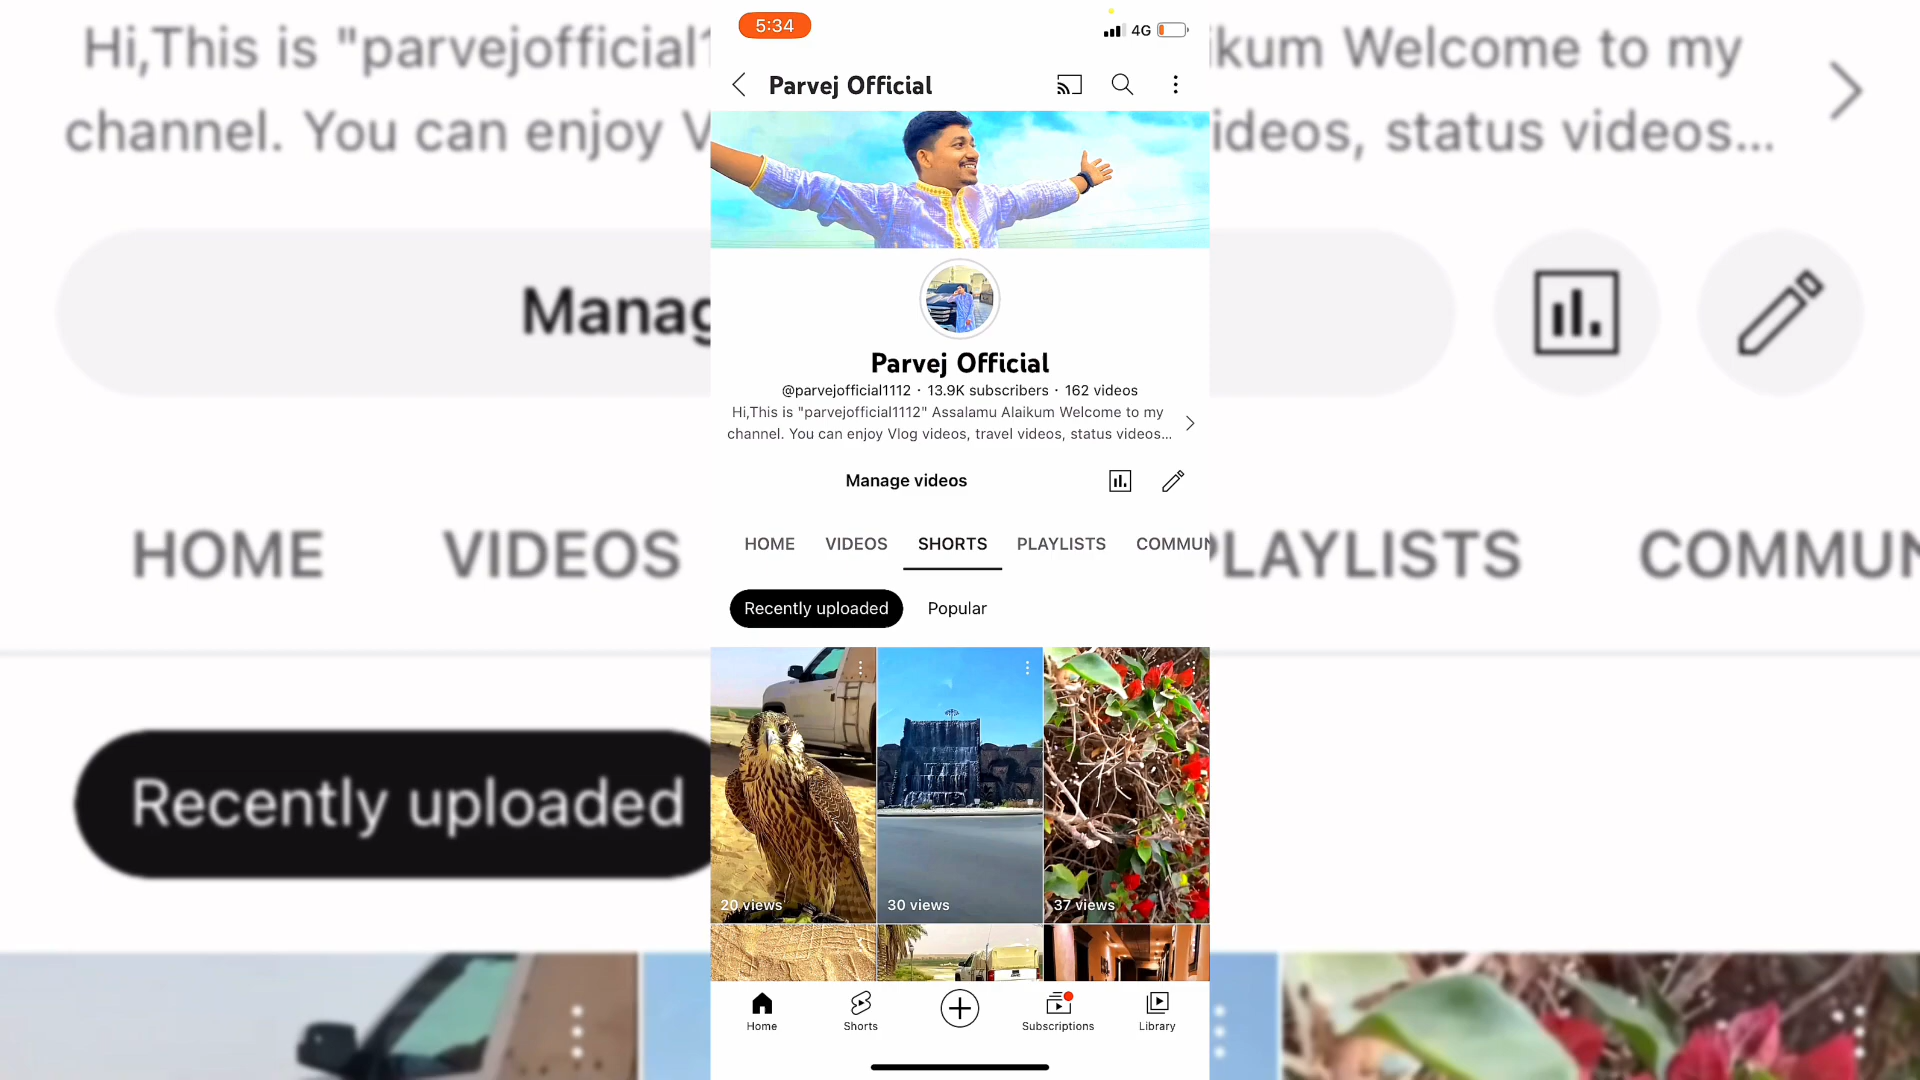 Hi,This is "parvejofficial1
ikum Welcome to my
channel. You can enjoy V
ideos, status videos...
Manag
HOME
VIDEOS
PLAYLISTS
COMMUN
Recently uploaded
5:34
4G
Parvej Official
Parvej Official
@parvejofficial1112 · 13.9K subscribers · 162 videos
Hi,This is "parvejofficial1112" Assalamu Alaikum Welcome to my
channel. You can enjoy Vlog videos, travel videos, status videos...
Manage videos
HOME VIDEOS SHORTS PLAYLISTS COMMUN
Recently uploaded Popular
20 views 30 views 37 views
Home Shorts Subscriptions Library